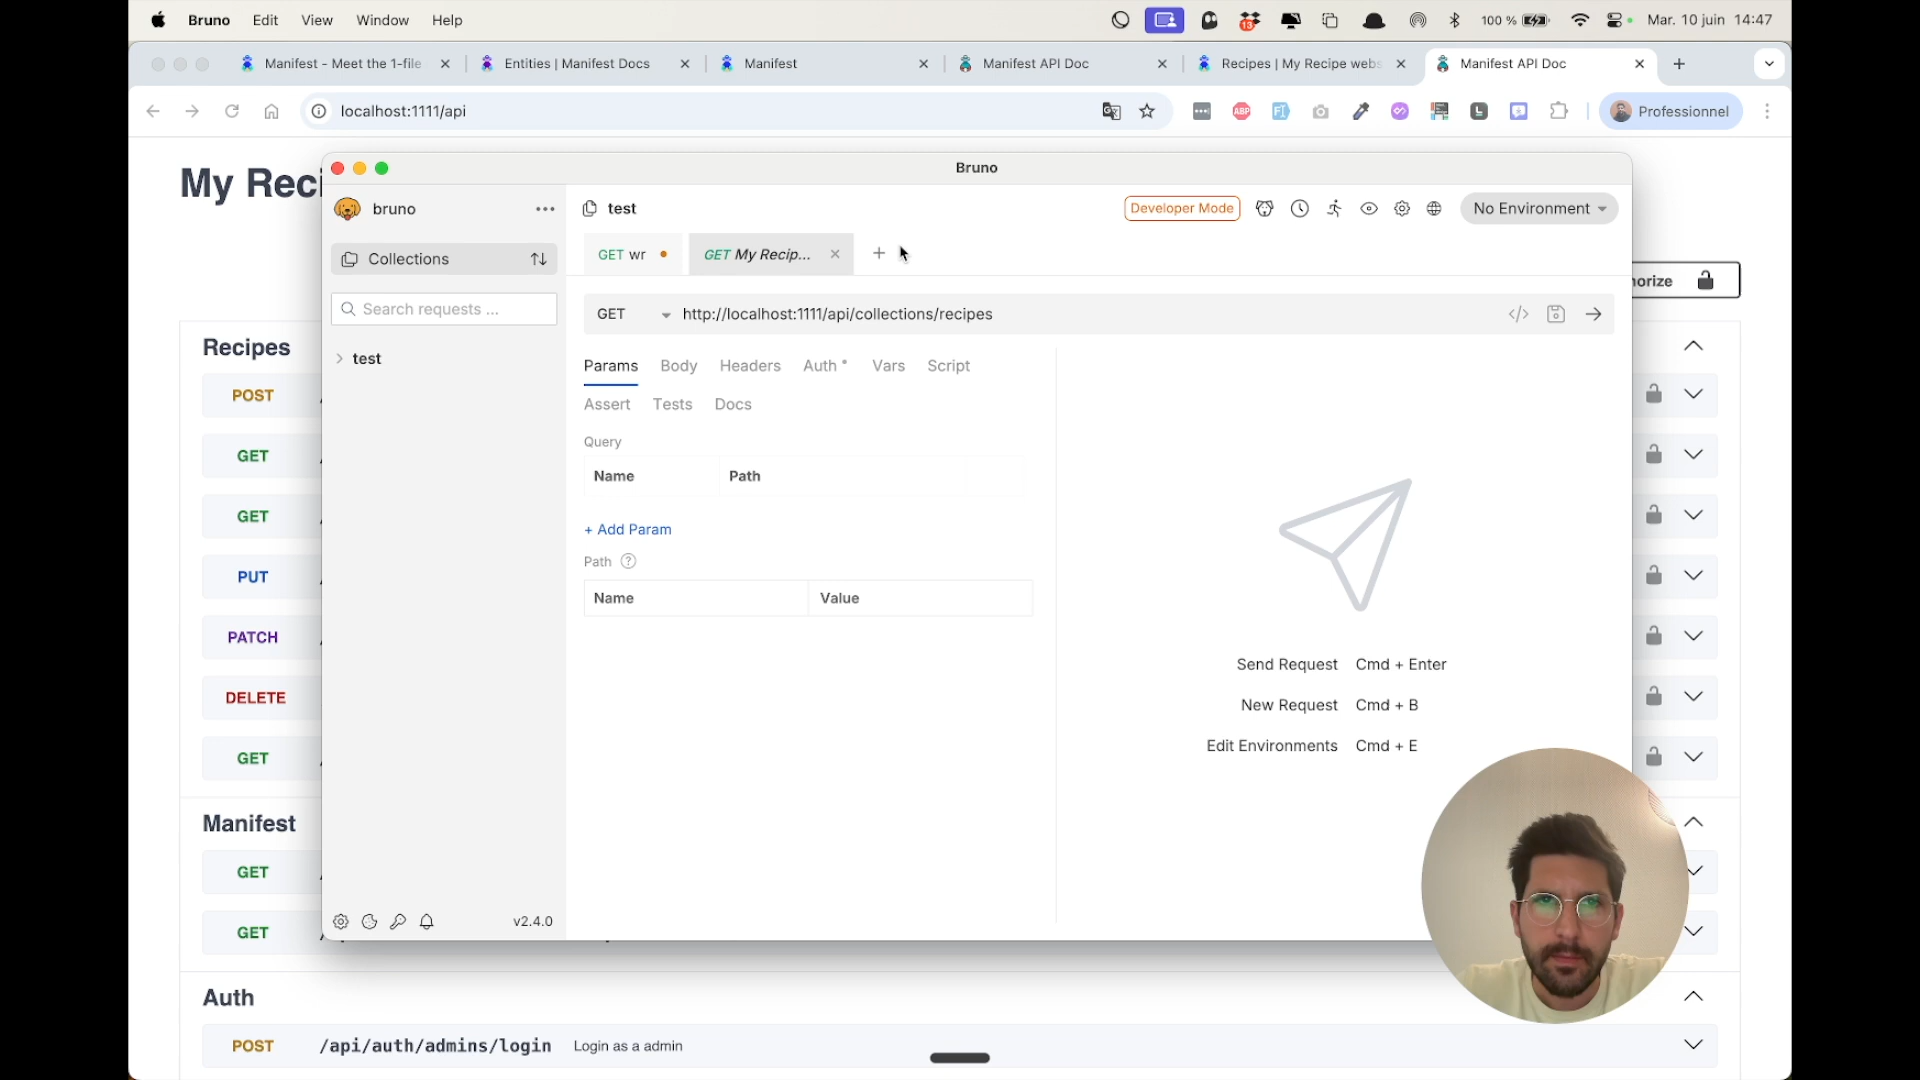 Bruno Edit View Window Help
13
100 % Mar. 10 juin 14:47
Manifest - Meet the 1-file
Entities | Manifest Docs
Manifest
Manifest API Doc
Recipes | My Recipe webs
Manifest API Doc
localhost:1111/api
ABP
Professionnel
My Reci
Bruno
bruno
test
Developer Mode
No Environment
Collections
GET wr
GET My Recip...
Search requests ...
GET
http://localhost:1111/api/collections/recipes
horize
test
Params Body Headers Auth * Vars Script
Assert Tests Docs
Query
Name Path
+ Add Param
Path ?
Name Value
Send Request Cmd + Enter
New Request Cmd + B
Edit Environments Cmd + E
v2.4.0
Recipes
POST
GET
GET
PUT
PATCH
DELETE
GET
Manifest
GET
GET
Auth
POST /api/auth/admins/login Login as a admin